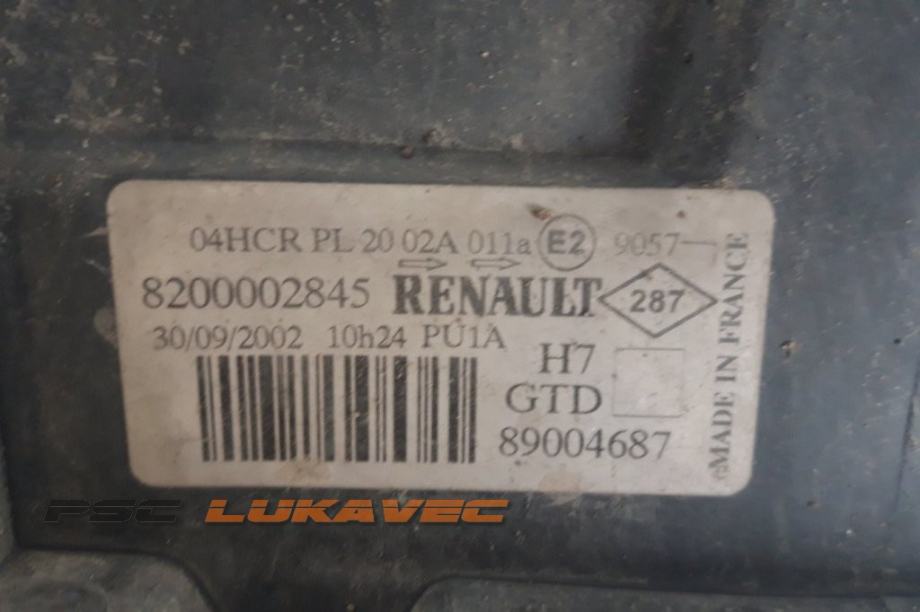 04HCR PL 20 02A 011a E2 9057
8200002845 RENAULT 287
30/09/2002 10h24 PU1A
H7
GTD
89004687
MADE IN FRANCE
PSC LUKAVEC